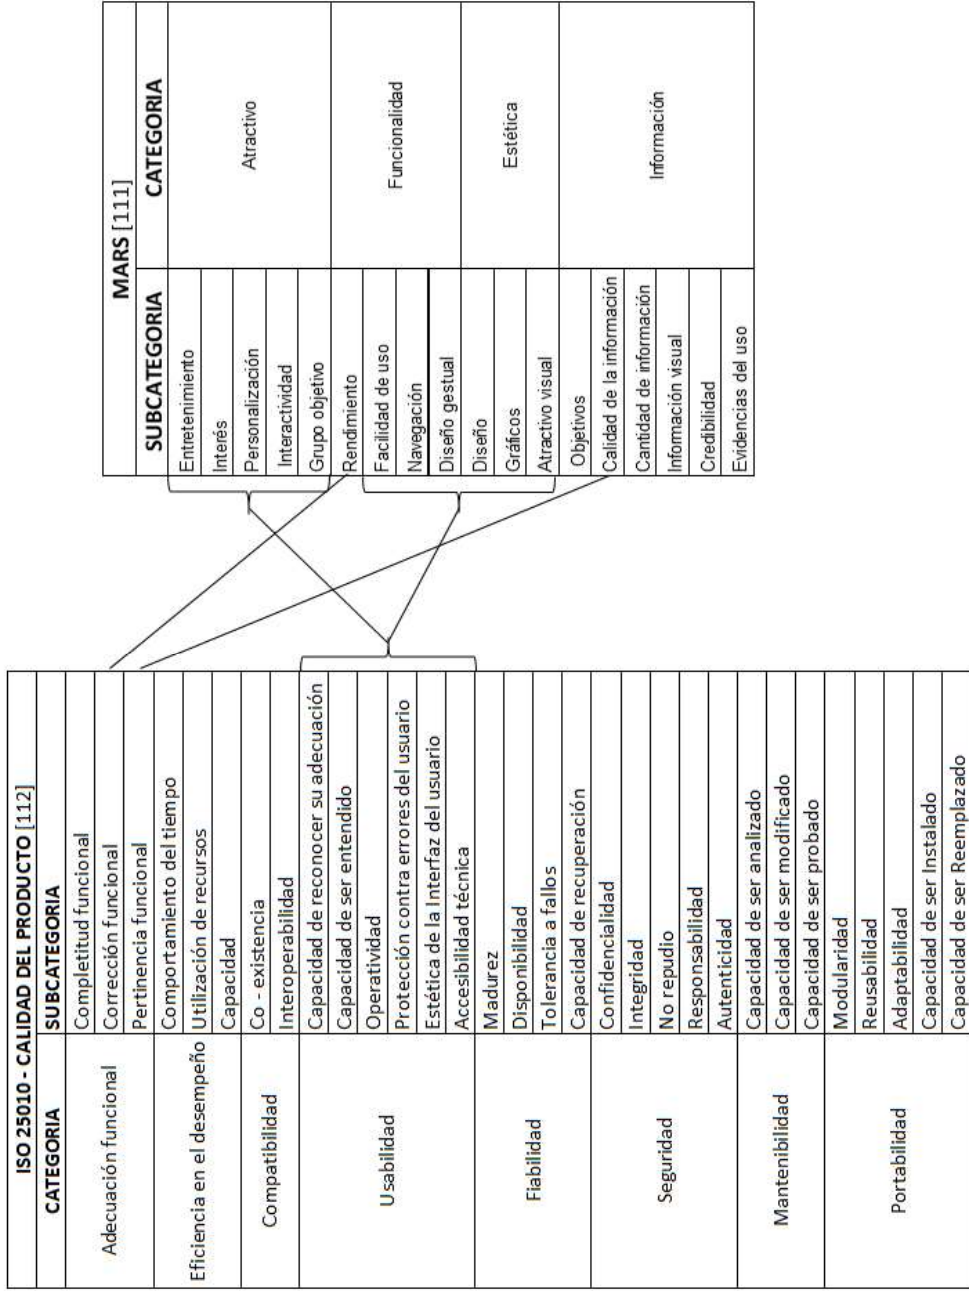 ISO 25010 - CALIDAD DEL PRODUCTO [112]
CATEGORIA SUBCATEGORIA
Adecuación funcional
Completitud funcional
Corrección funcional
Pertinencia funcional
Eficiencia en el desempeño
Comportamiento del tiempo
Utilización de recursos
Capacidad
Compatibilidad
Co - existencia
Interoperabilidad
Usabilidad
Capacidad de reconocer su adecuación
Capacidad de ser entendido
Operatividad
Protección contra errores del usuario
Estética de la Interfaz del usuario
Accesibilidad técnica
Fiabilidad
Madurez
Disponibilidad
Tolerancia a fallos
Capacidad de recuperación
Seguridad
Confidencialidad
Integridad
No repudio
Responsabilidad
Autenticidad
Mantenibilidad
Capacidad de ser analizado
Capacidad de ser modificado
Capacidad de ser probado
Portabilidad
Modularidad
Reusabilidad
Adaptabilidad
Capacidad de ser Instalado
Capacidad de ser Reemplazado
MARS [111]
SUBCATEGORIA CATEGORIA
Entretenimiento
Interés
Personalización
Interactividad
Grupo objetivo
Atractivo
Rendimiento
Facilidad de uso
Navegación
Diseño gestual
Funcionalidad
Diseño
Gráficos
Atractivo visual
Estética
Objetivos
Calidad de la información
Cantidad de información
Información visual
Credibilidad
Evidencias del uso
Información